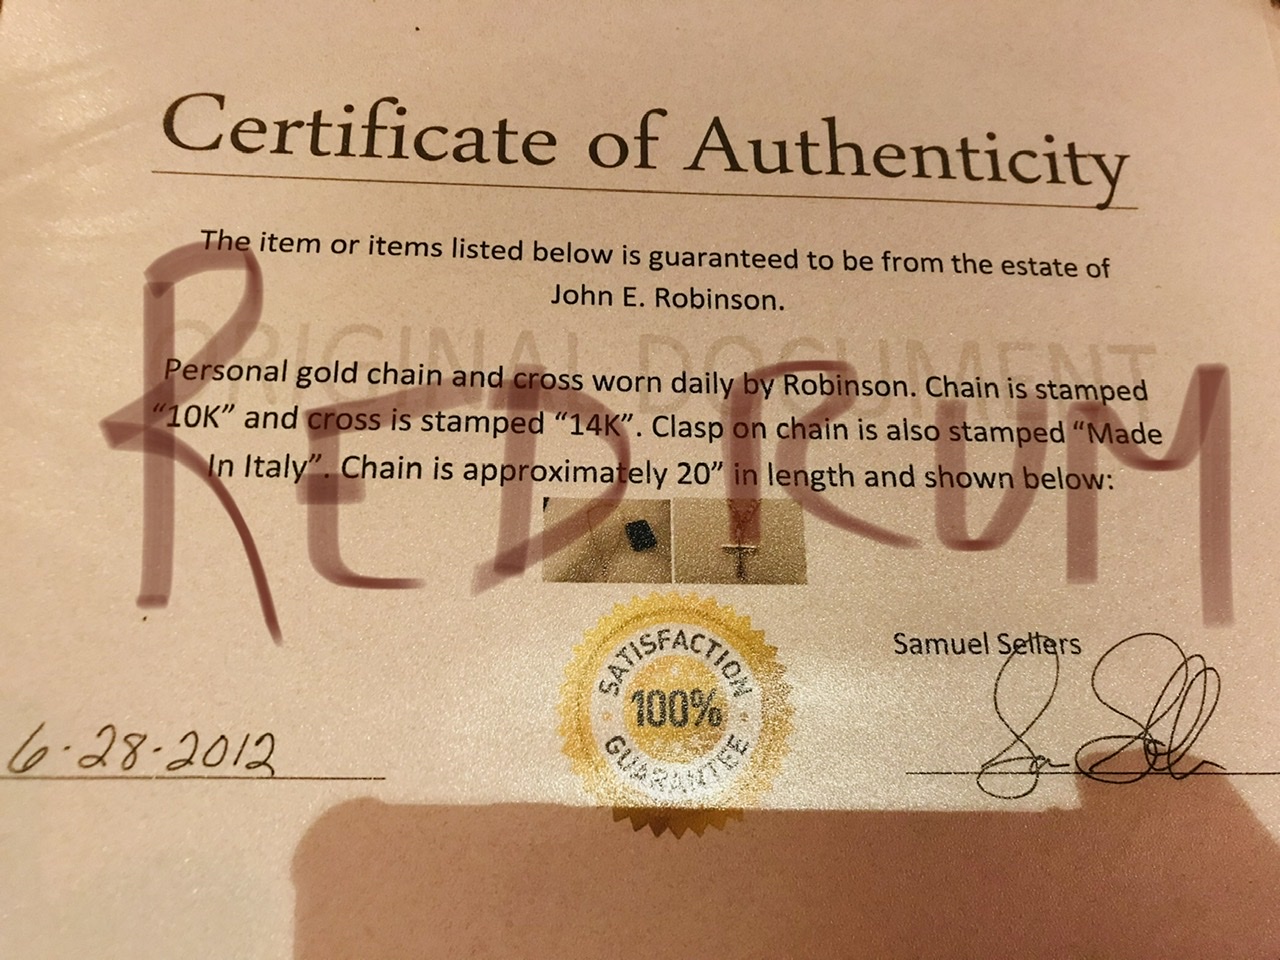 Certificate of Authenticity
The item or items listed below is guaranteed to be from the estate of
John E. Robinson.
ORIGINAL DOCUMENT
Personal gold chain and cross worn daily by Robinson. Chain is stamped
“10K” and cross is stamped “14K”. Clasp on chain is also stamped “Made
In Italy”. Chain is approximately 20” in length and shown below:
REDRUM
SATISFACTION
100%
GUARANTEE
Samuel Sellers
Sam Sellers
6-28-2012